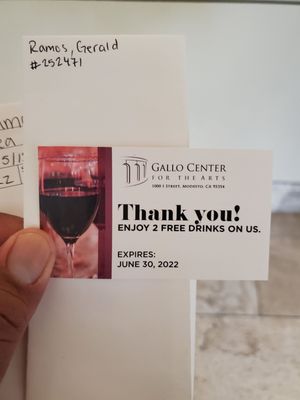 Ramos, Gerald
#252471
GALLO CENTER
FOR THE ARTS
1000 I STREET, MODESTO, CA 95354
Thank you!
ENJOY 2 FREE DRINKS ON US.
EXPIRES:
JUNE 30, 2022